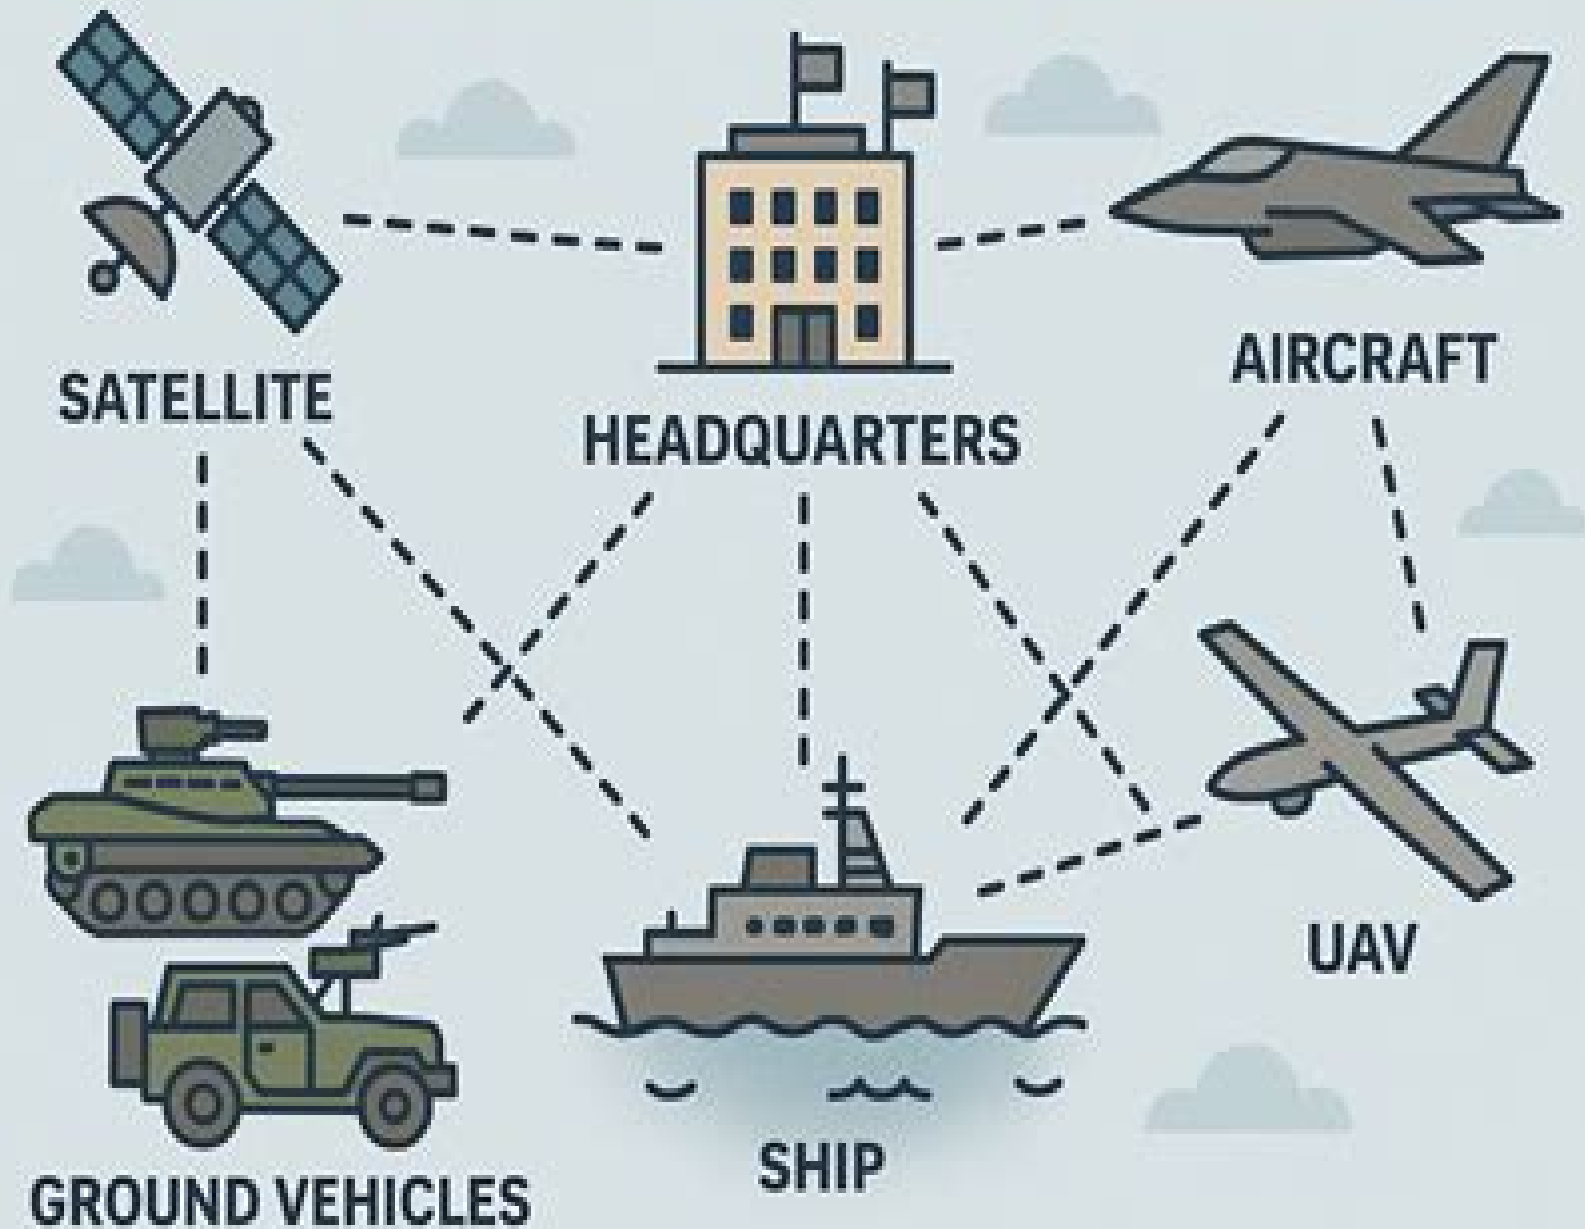 SATELLITE
HEADQUARTERS
AIRCRAFT
UAV
SHIP
GROUND VEHICLES